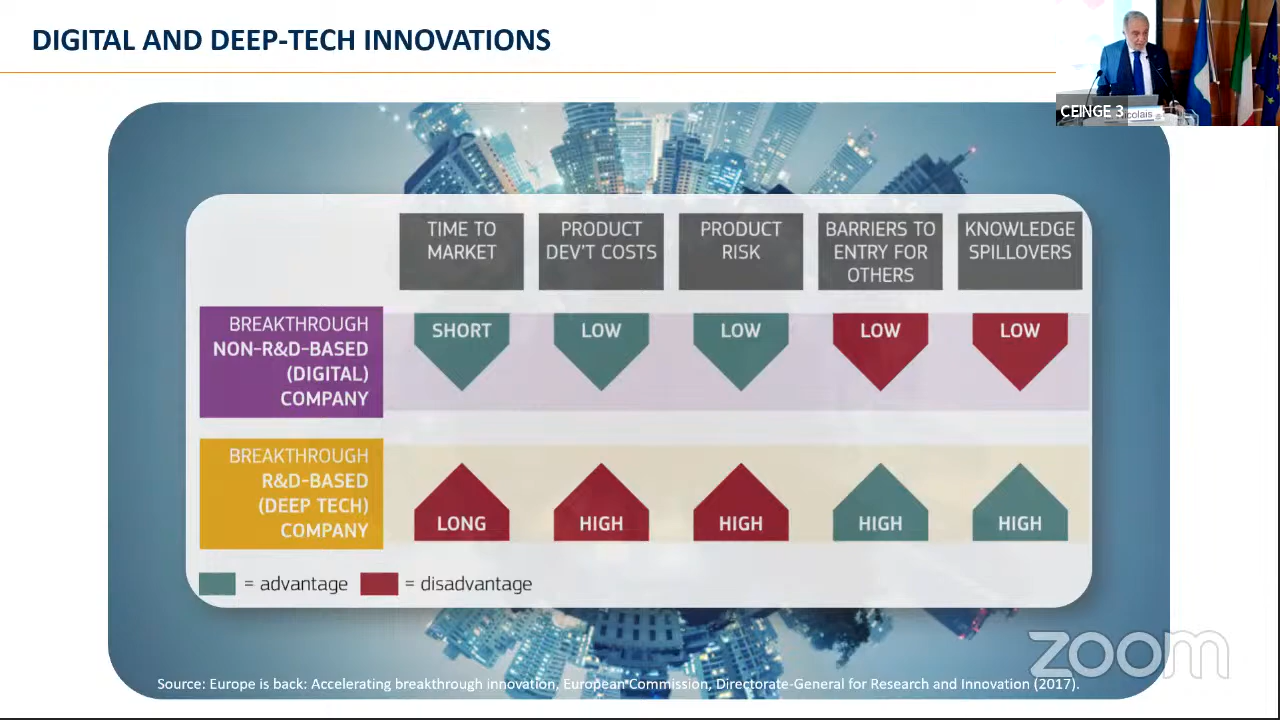 DIGITAL AND DEEP-TECH INNOVATIONS
CEINGE 3
colais
TIME TO
MARKET
PRODUCT
DEV'T COSTS
PRODUCT
RISK
BARRIERS TO
ENTRY FOR
OTHERS
KNOWLEDGE
SPILLOVERS
BREAKTHROUGH
NON-R&D-BASED
(DIGITAL)
COMPANY
SHORT
LOW
LOW
LOW
LOW
BREAKTHROUGH
R&D-BASED
(DEEP TECH)
COMPANY
LONG
HIGH
HIGH
HIGH
HIGH
= advantage
= disadvantage
zoom
Source: Europe is back: Accelerating breakthrough innovation, European Commission, Directorate-General for Research and Innovation (2017).